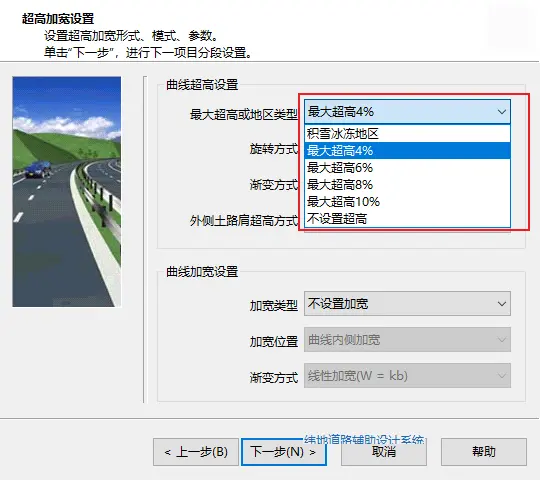 超高加宽设置
设置超高加宽形式、模式、参数。
单击“下一步”，进行下一项目分段设置。
曲线超高设置
最大超高或地区类型
最大超高4%
积雪冰冻地区
最大超高4%
最大超高6%
最大超高8%
最大超高10%
不设置超高
旋转方式
渐变方式
外侧土路肩超高方式
曲线加宽设置
加宽类型
不设置加宽
加宽位置
曲线内侧加宽
渐变方式
线性加宽(W = kb)
纬地道路辅助设计系统
< 上一步(B)
下一步(N) >
取消
帮助